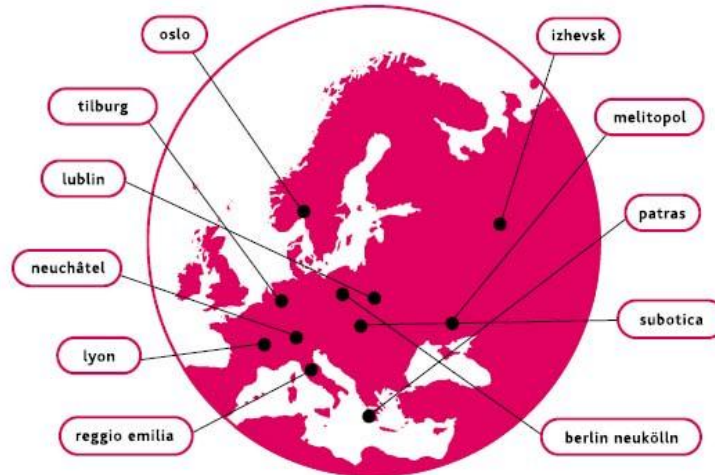 oslo
izhevsk
tilburg
melitopol
lublin
patras
neuchâtel
subotica
lyon
reggio emilia
berlin neukölln